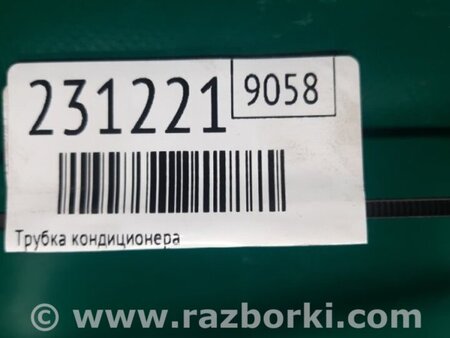 231221 9058
Трубка кондиционера
© www.razborki.com